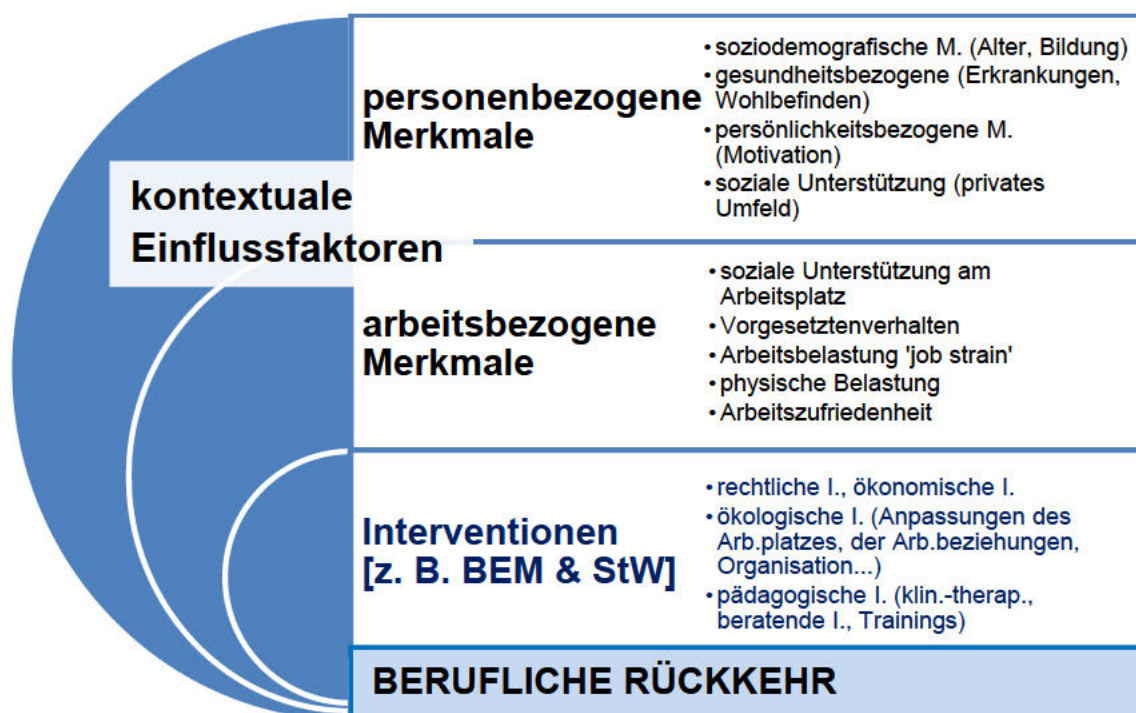 kontextuale
Einflussfaktoren
personenbezogene
Merkmale
• soziodemografische M. (Alter, Bildung)
• gesundheitsbezogene (Erkrankungen,
Wohlbefinden)
• persönlichkeitsbezogene M.
(Motivation)
• soziale Unterstützung (privates
Umfeld)
arbeitsbezogene
Merkmale
• soziale Unterstützung am
Arbeitsplatz
• Vorgesetztenverhalten
• Arbeitsbelastung 'job strain'
• physische Belastung
• Arbeitszufriedenheit
Interventionen
[z. B. BEM & StW]
• rechtliche I., ökonomische I.
• ökologische I. (Anpassungen des
Arb.platzes, der Arb.beziehungen,
Organisation...)
• pädagogische I. (klin.-therap.,
beratende I., Trainings)
BERUFLICHE RÜCKKEHR